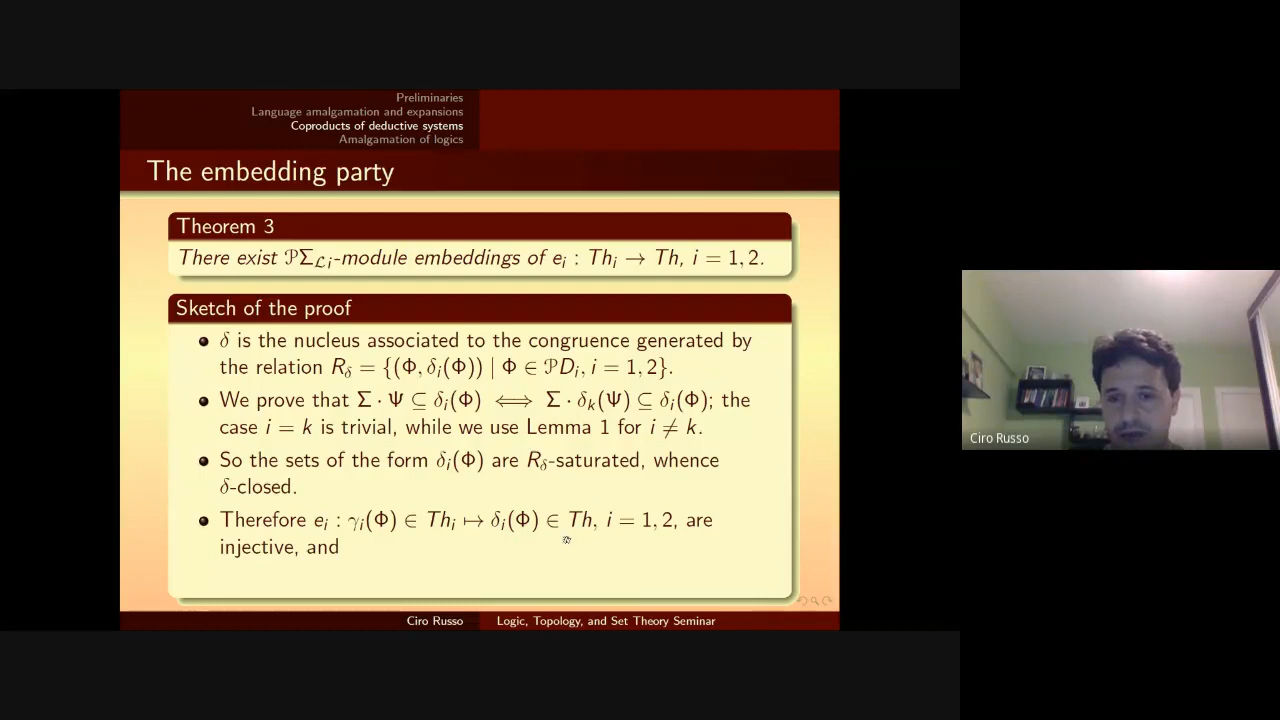 Preliminaries
Language amalgamation and expansions
Coproducts of deductive systems
Amalgamation of logics
The embedding party
Theorem 3
There exist 𝒫Σ_{ℒi}-module embeddings of e_i : Th_i → Th, i = 1, 2.
Sketch of the proof
δ is the nucleus associated to the congruence generated by
the relation R_δ = {(Φ, δ_i(Φ)) | Φ ∈ 𝒫D_i, i = 1, 2}.
We prove that Σ · Ψ ⊆ δ_i(Φ) ⟺ Σ · δ_k(Ψ) ⊆ δ_i(Φ); the
case i = k is trivial, while we use Lemma 1 for i ≠ k.
So the sets of the form δ_i(Φ) are R_δ-saturated, whence
δ-closed.
Therefore e_i : γ_i(Φ) ∈ Th_i ↦ δ_i(Φ) ∈ Th, i = 1, 2, are
injective, and
Ciro Russo
Logic, Topology, and Set Theory Seminar
Ciro Russo